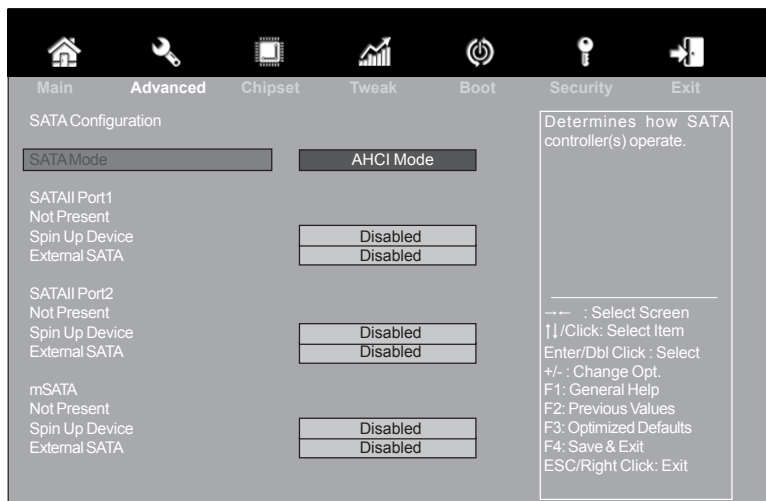 Main Advanced Chipset Tweak Boot Security Exit
SATA Configuration
SATA Mode AHCI Mode
SATAII Port1
Not Present
Spin Up Device Disabled
External SATA Disabled
SATAII Port2
Not Present
Spin Up Device Disabled
External SATA Disabled
mSATA
Not Present
Spin Up Device Disabled
External SATA Disabled
Determines how SATA
controller(s) operate.
→← : Select Screen
↑↓/Click: Select Item
Enter/Dbl Click : Select
+/- : Change Opt.
F1: General Help
F2: Previous Values
F3: Optimized Defaults
F4: Save & Exit
ESC/Right Click: Exit